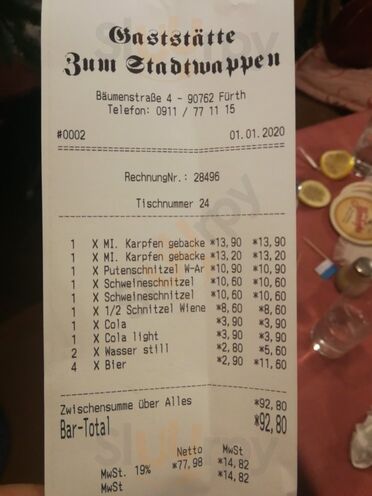 Gaststätte
Zum Stadtwappen
Bäumenstraße 4 - 90762 Fürth
Telefon: 0911 / 77 11 15
#0002 01.01.2020
RechnungNr.: 28496
Tischnummer 24
1 X MI. Karpfen gebacke *13,90 *13,90
1 X MI. Karpfen gebacke *13,20 *13,20
1 X Putenschnitzel W-Ar *10,90 *10,90
1 X Schweineschnitzel *10,60 *10,60
1 X Schweineschnitzel *10,60 *10,60
1 X 1/2 Schnitzel Wiene *8,60 *8,60
1 X Cola *3,90 *3,90
1 X Cola light *3,90 *3,90
2 X Wasser still *2,80 *5,60
4 X Bier *2,90 *11,60
Zwischensumme über Alles *92,80
Bar-Total *92,80
Netto MwSt
MwSt. 19% *77,98 *14,82
MwSt *14,82